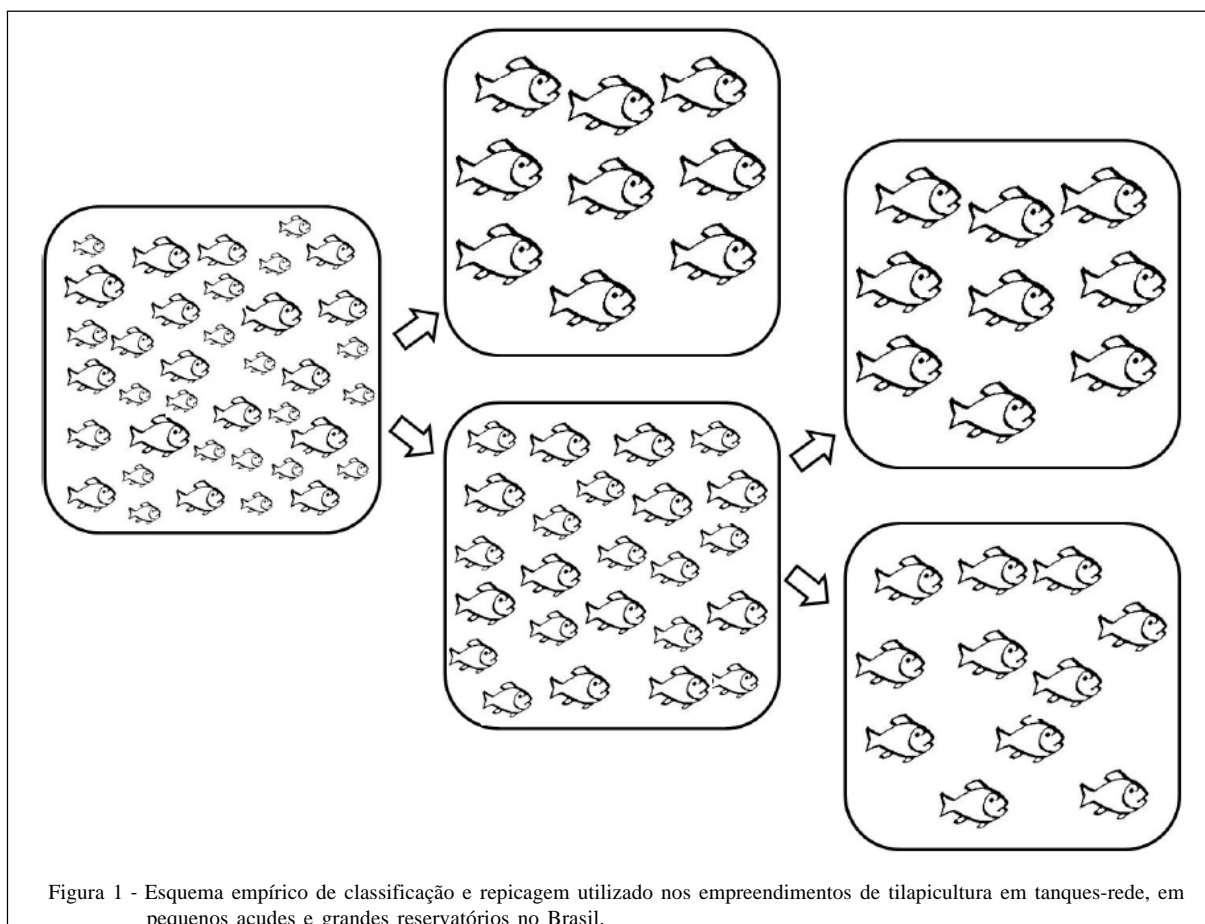 Figura 1 - Esquema empírico de classificação e repicagem utilizado nos empreendimentos de tilapicultura em tanques-rede, em
pequenos açudes e grandes reservatórios no Brasil.